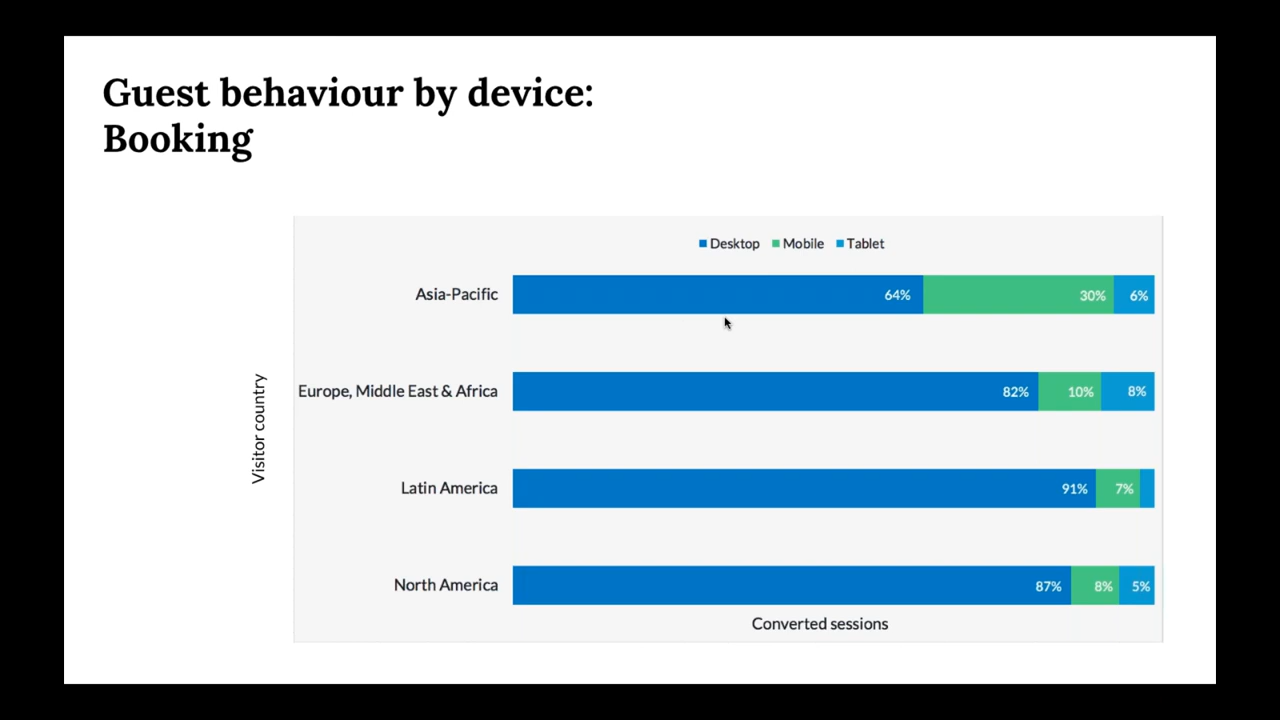 Guest behaviour by device:
Booking
Desktop Mobile Tablet
Asia-Pacific 64% 30% 6%
Europe, Middle East & Africa 82% 10% 8%
Visitor country
Latin America 91% 7%
North America 87% 8% 5%
Converted sessions